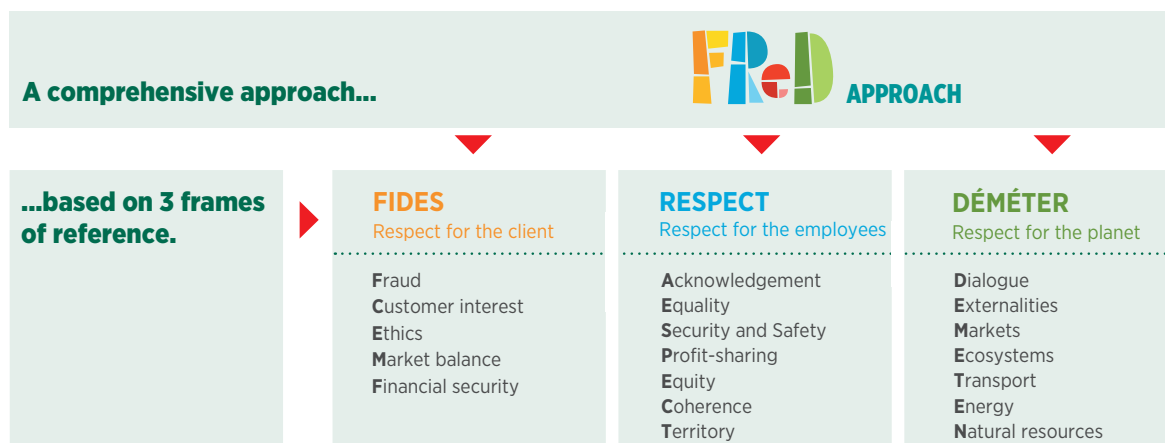 A comprehensive approach...
FReD APPROACH
...based on 3 frames
of reference.
FIDES
Respect for the client
Fraud
Customer interest
Ethics
Market balance
Financial security
RESPECT
Respect for the employees
Acknowledgement
Equality
Security and Safety
Profit-sharing
Equity
Coherence
Territory
DÉMÉTER
Respect for the planet
Dialogue
Externalities
Markets
Ecosystems
Transport
Energy
Natural resources